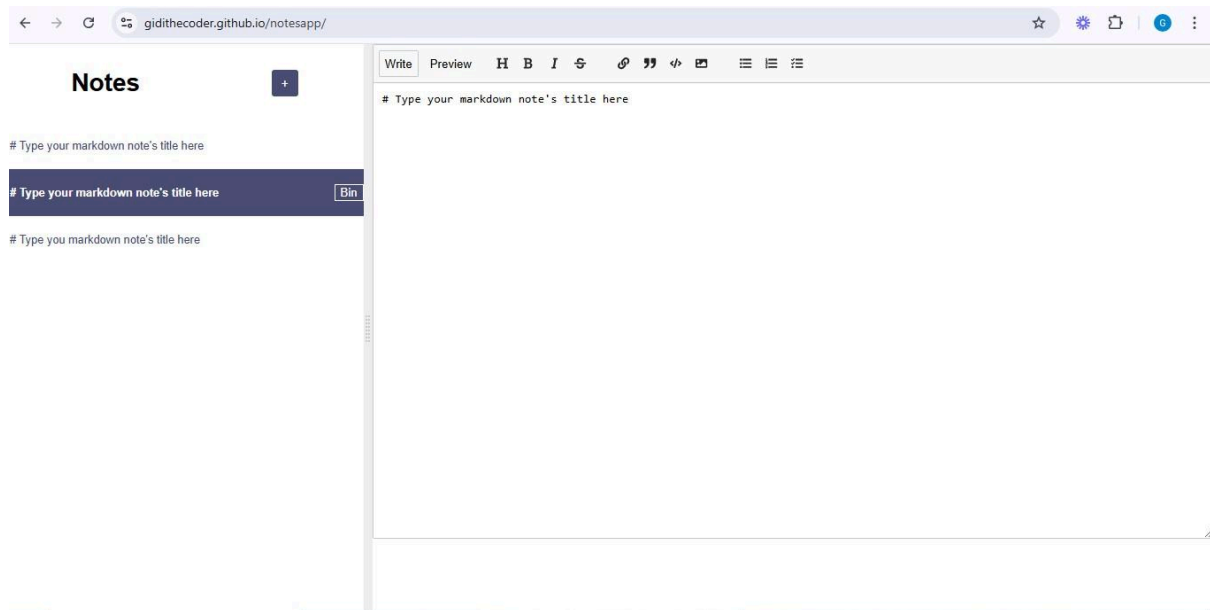 gidithecoder.github.io/notesapp/
G
Notes
+
# Type your markdown note's title here
# Type your markdown note's title here
Bin
# Type you markdown note's title here
Write Preview H B I S
# Type your markdown note's title here